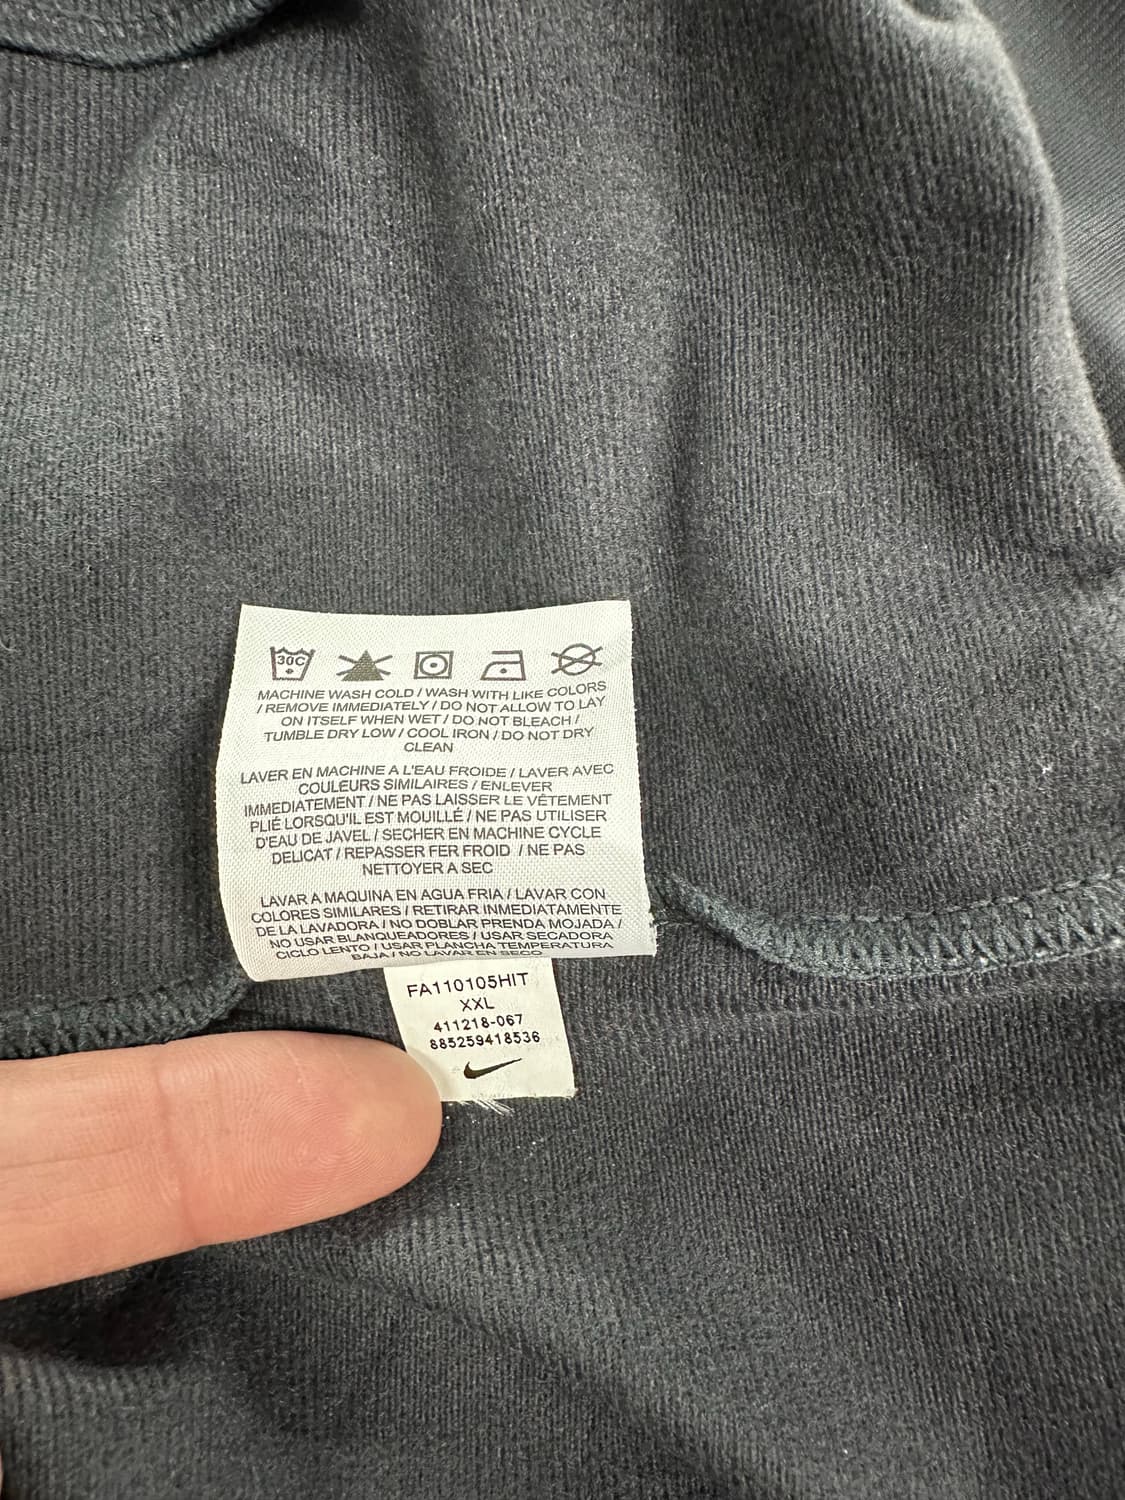 30C
MACHINE WASH COLD / WASH WITH LIKE COLORS
/ REMOVE IMMEDIATELY / DO NOT ALLOW TO LAY
ON ITSELF WHEN WET / DO NOT BLEACH /
TUMBLE DRY LOW / COOL IRON / DO NOT DRY
CLEAN
LAVER EN MACHINE A L'EAU FROIDE / LAVER AVEC
COULEURS SIMILAIRES / ENLEVER
IMMEDIATEMENT / NE PAS LAISSER LE VÊTEMENT
PLIÉ LORSQU'IL EST MOUILLÉ / NE PAS UTILISER
D'EAU DE JAVEL / SECHER EN MACHINE CYCLE
DELICAT / REPASSER FER FROID / NE PAS
NETTOYER A SEC
LAVAR A MAQUINA EN AGUA FRIA / LAVAR CON
COLORES SIMILARES / RETIRAR INMEDIATAMENTE
DE LA LAVADORA / NO DOBLAR PRENDA MOJADA /
NO USAR BLANQUEADORES / USAR SECADORA
CICLO LENTO / USAR PLANCHA TEMPERATURA
BAJA / NO LAVAR EN SECO
FA110105HIT
XXL
411218-067
885259418536